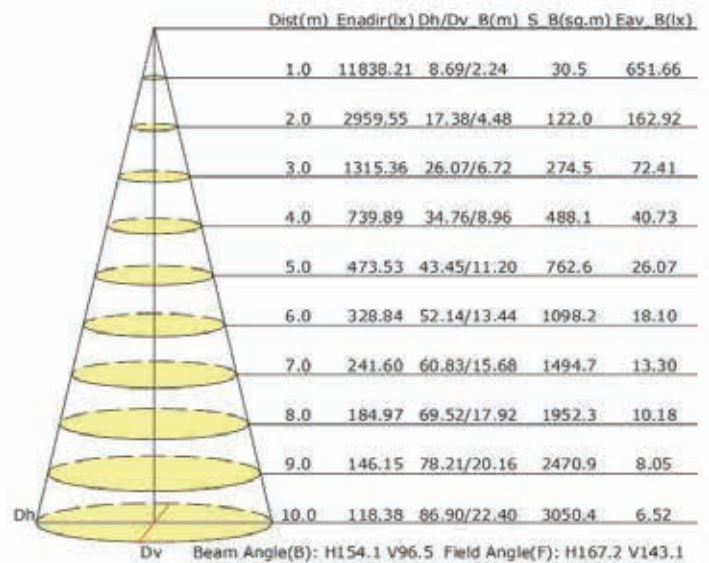 Dist(m) Enadir(lx) Dh/Dv_B(m) S_B(sq.m) Eav_B(lx)
1.0 11838.21 8.69/2.24 30.5 651.66
2.0 2959.55 17.38/4.48 122.0 162.92
3.0 1315.36 26.07/6.72 274.5 72.41
4.0 739.89 34.76/8.96 488.1 40.73
5.0 473.53 43.45/11.20 762.6 26.07
6.0 328.84 52.14/13.44 1098.2 18.10
7.0 241.60 60.83/15.68 1494.7 13.30
8.0 184.97 69.52/17.92 1952.3 10.18
9.0 146.15 78.21/20.16 2470.9 8.05
Dh 10.0 118.38 86.90/22.40 3050.4 6.52
Dv Beam Angle(B): H154.1 V96.5 Field Angle(F): H167.2 V143.1